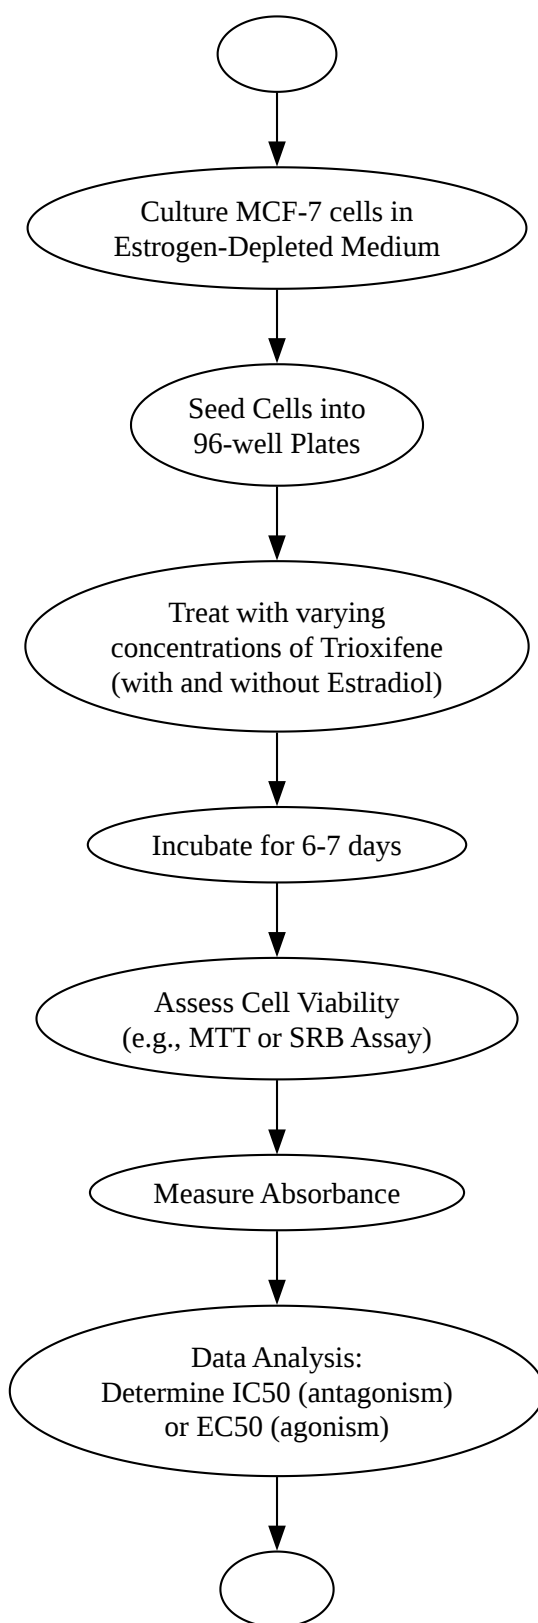 Culture MCF-7 cells in
Estrogen-Depleted Medium
Seed Cells into
96-well Plates
Treat with varying
concentrations of Trioxifene
(with and without Estradiol)
Incubate for 6-7 days
Assess Cell Viability
(e.g., MTT or SRB Assay)
Measure Absorbance
Data Analysis:
Determine IC50 (antagonism)
or EC50 (agonism)